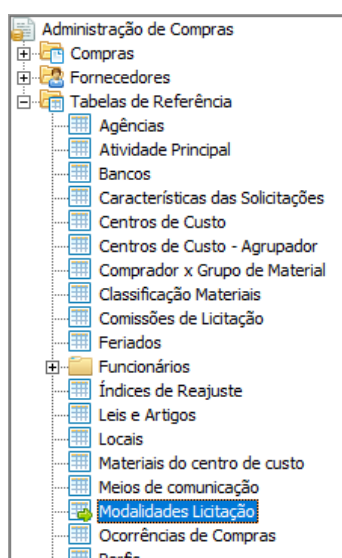 Administração de Compras
Compras
Fornecedores
Tabelas de Referência
Agências
Atividade Principal
Bancos
Características das Solicitações
Centros de Custo
Centros de Custo - Agrupador
Comprador x Grupo de Material
Classificação Materiais
Comissões de Licitação
Feriados
Funcionários
Índices de Reajuste
Leis e Artigos
Locais
Materiais do centro de custo
Meios de comunicação
Modalidades Licitação
Ocorrências de Compras